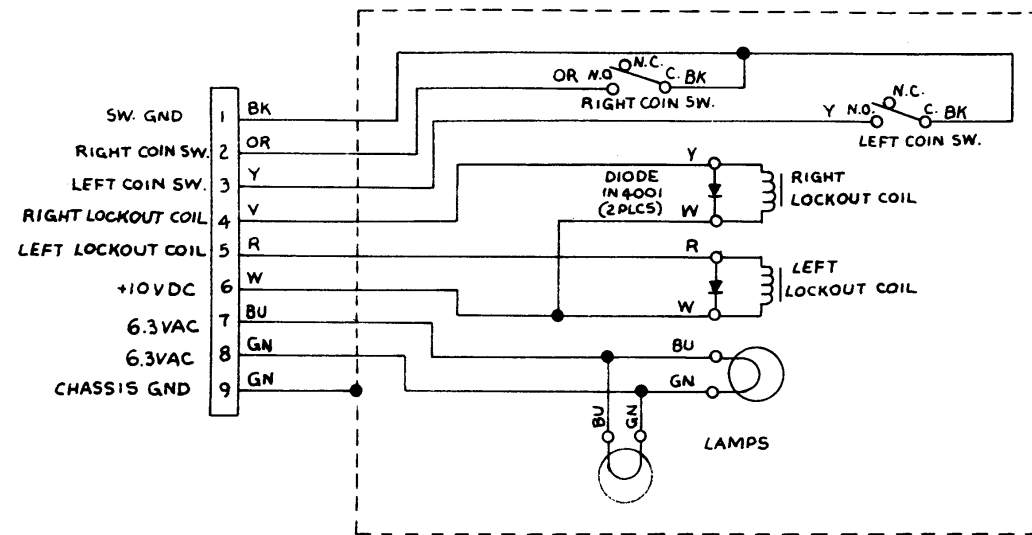 N.C.
OR N.O. C. BK
RIGHT COIN SW.
N.C.
Y N.O. C. BK
LEFT COIN SW.
SW. GND 1 BK
RIGHT COIN SW. 2 OR
LEFT COIN SW. 3 Y
RIGHT LOCKOUT COIL 4 V
LEFT LOCKOUT COIL 5 R
+10VDC 6 W
6.3VAC 7 BU
6.3VAC 8 GN
CHASSIS GND 9 GN
Y
DIODE
IN4001
(2PLCS)
W
RIGHT
LOCKOUT COIL
R
W
LEFT
LOCKOUT COIL
BU
GN
BU
GN
LAMPS